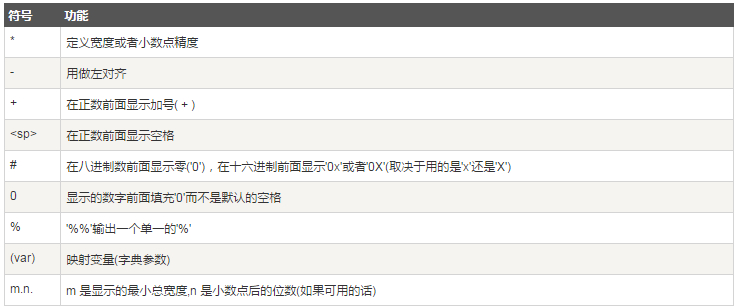 符号 功能
* 定义宽度或者小数点精度
- 用做左对齐
+ 在正数前面显示加号( + )
<sp> 在正数前面显示空格
# 在八进制数前面显示零('0')，在十六进制前面显示'0x'或者'0X'(取决于用的是'x'还是'X')
0 显示的数字前面填充'0'而不是默认的空格
% '%%'输出一个单一的'%'
(var) 映射变量(字典参数)
m.n. m 是显示的最小总宽度,n 是小数点后的位数(如果可用的话)